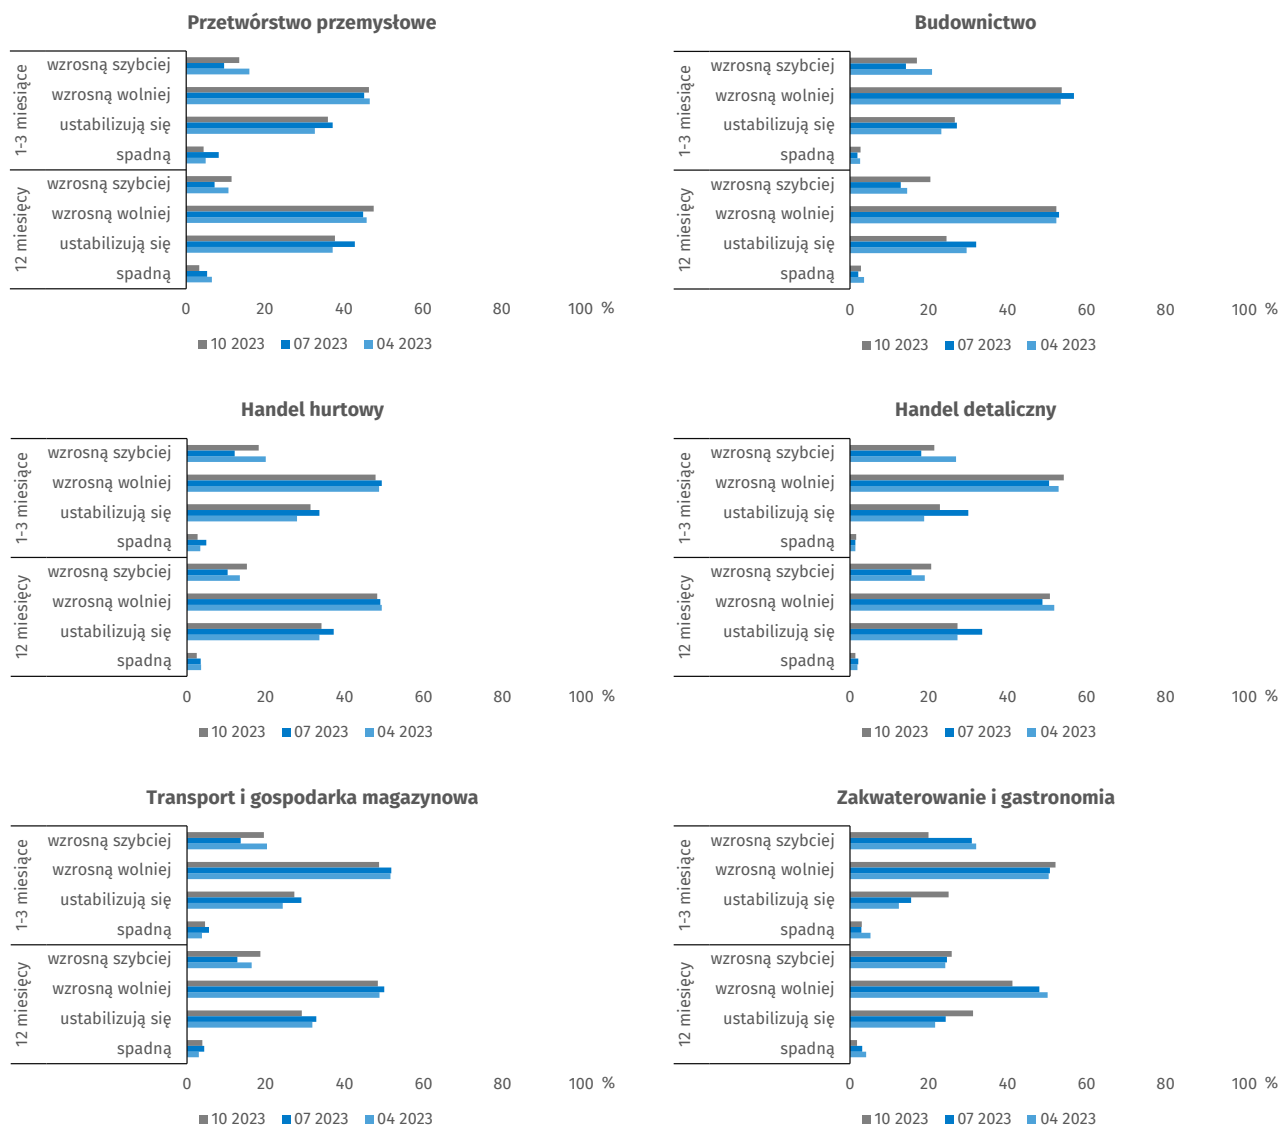 Przetwórstwo przemysłowe
1-3 miesiące
wzrosną szybciej
wzrosną wolniej
ustabilizują się
spadną
12 miesięcy
wzrosną szybciej
wzrosną wolniej
ustabilizują się
spadną
0 20 40 60 80 100 %
10 2023 07 2023 04 2023
Budownictwo
1-3 miesiące
wzrosną szybciej
wzrosną wolniej
ustabilizują się
spadną
12 miesięcy
wzrosną szybciej
wzrosną wolniej
ustabilizują się
spadną
0 20 40 60 80 100 %
10 2023 07 2023 04 2023
Handel hurtowy
1-3 miesiące
wzrosną szybciej
wzrosną wolniej
ustabilizują się
spadną
12 miesięcy
wzrosną szybciej
wzrosną wolniej
ustabilizują się
spadną
0 20 40 60 80 100 %
10 2023 07 2023 04 2023
Handel detaliczny
1-3 miesiące
wzrosną szybciej
wzrosną wolniej
ustabilizują się
spadną
12 miesięcy
wzrosną szybciej
wzrosną wolniej
ustabilizują się
spadną
0 20 40 60 80 100 %
10 2023 07 2023 04 2023
Transport i gospodarka magazynowa
1-3 miesiące
wzrosną szybciej
wzrosną wolniej
ustabilizują się
spadną
12 miesięcy
wzrosną szybciej
wzrosną wolniej
ustabilizują się
spadną
0 20 40 60 80 100 %
10 2023 07 2023 04 2023
Zakwaterowanie i gastronomia
1-3 miesiące
wzrosną szybciej
wzrosną wolniej
ustabilizują się
spadną
12 miesięcy
wzrosną szybciej
wzrosną wolniej
ustabilizują się
spadną
0 20 40 60 80 100 %
10 2023 07 2023 04 2023